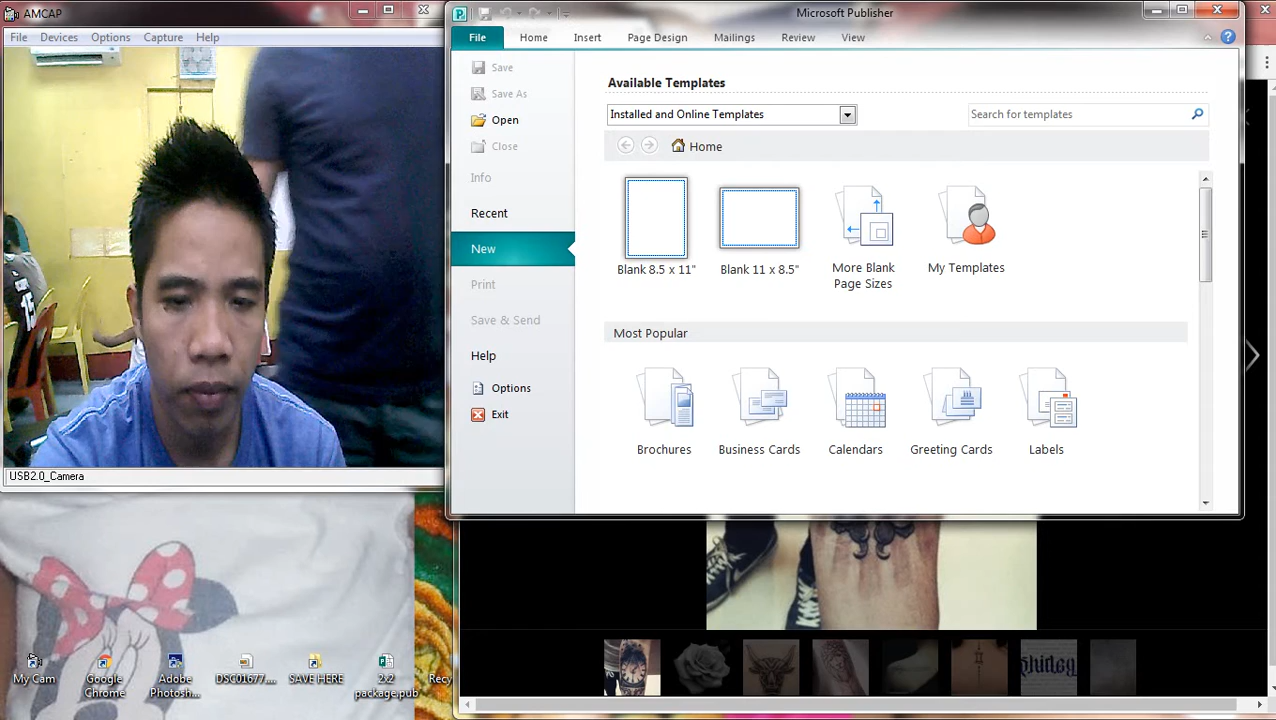 AMCAP
File Devices Options Capture Help
USB2.0_Camera
Microsoft Publisher
File Home Insert Page Design Mailings Review View
Save
Save As
Open
Close
Info
Recent
New
Print
Save & Send
Help
Options
Exit
Available Templates
Installed and Online Templates
Search for templates
Home
Blank 8.5 x 11"
Blank 11 x 8.5"
More Blank
Page Sizes
My Templates
Most Popular
Brochures
Business Cards
Calendars
Greeting Cards
Labels
My Cam
Google
Chrome
Adobe
Photosh...
DSC01677....
SAVE HERE
2x2
package.pub
Recy